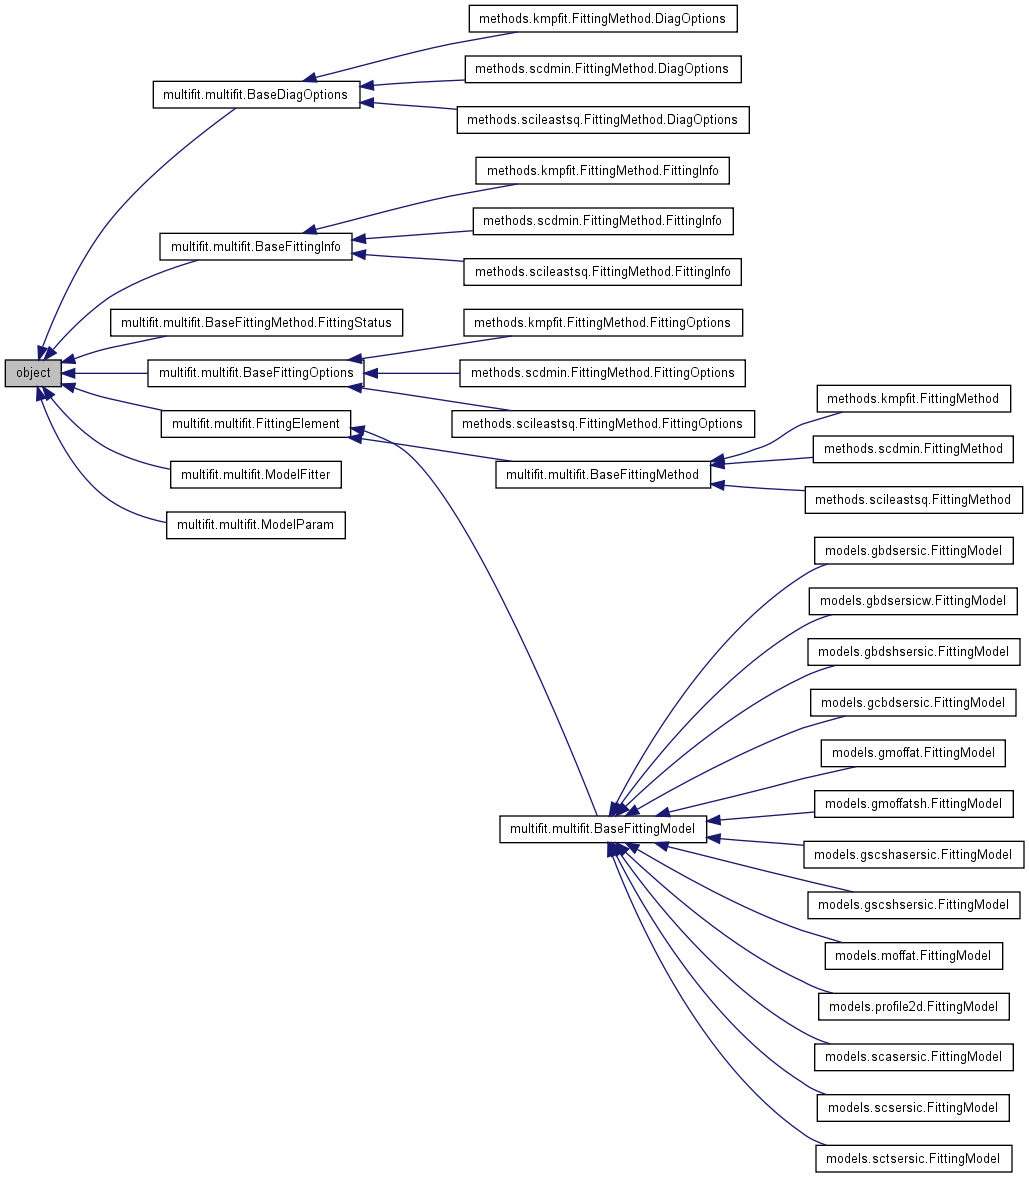 methods.kmpfit.FittingMethod.DiagOptions
methods.scdmin.FittingMethod.DiagOptions
multifit.multifit.BaseDiagOptions
methods.scileastsq.FittingMethod.DiagOptions
methods.kmpfit.FittingMethod.FittingInfo
methods.scdmin.FittingMethod.FittingInfo
multifit.multifit.BaseFittingInfo
methods.scileastsq.FittingMethod.FittingInfo
multifit.multifit.BaseFittingMethod.FittingStatus
methods.kmpfit.FittingMethod.FittingOptions
object
multifit.multifit.BaseFittingOptions
methods.scdmin.FittingMethod.FittingOptions
methods.kmpfit.FittingMethod
multifit.multifit.FittingElement
methods.scileastsq.FittingMethod.FittingOptions
methods.scdmin.FittingMethod
multifit.multifit.ModelFitter
multifit.multifit.BaseFittingMethod
methods.scileastsq.FittingMethod
multifit.multifit.ModelParam
models.gbdsersic.FittingModel
models.gbdsersicw.FittingModel
models.gbdshsersic.FittingModel
models.gcbdsersic.FittingModel
models.gmoffat.FittingModel
models.gmoffatsh.FittingModel
multifit.multifit.BaseFittingModel
models.gscshasersic.FittingModel
models.gscshsersic.FittingModel
models.moffat.FittingModel
models.profile2d.FittingModel
models.scasersic.FittingModel
models.scsersic.FittingModel
models.sctsersic.FittingModel